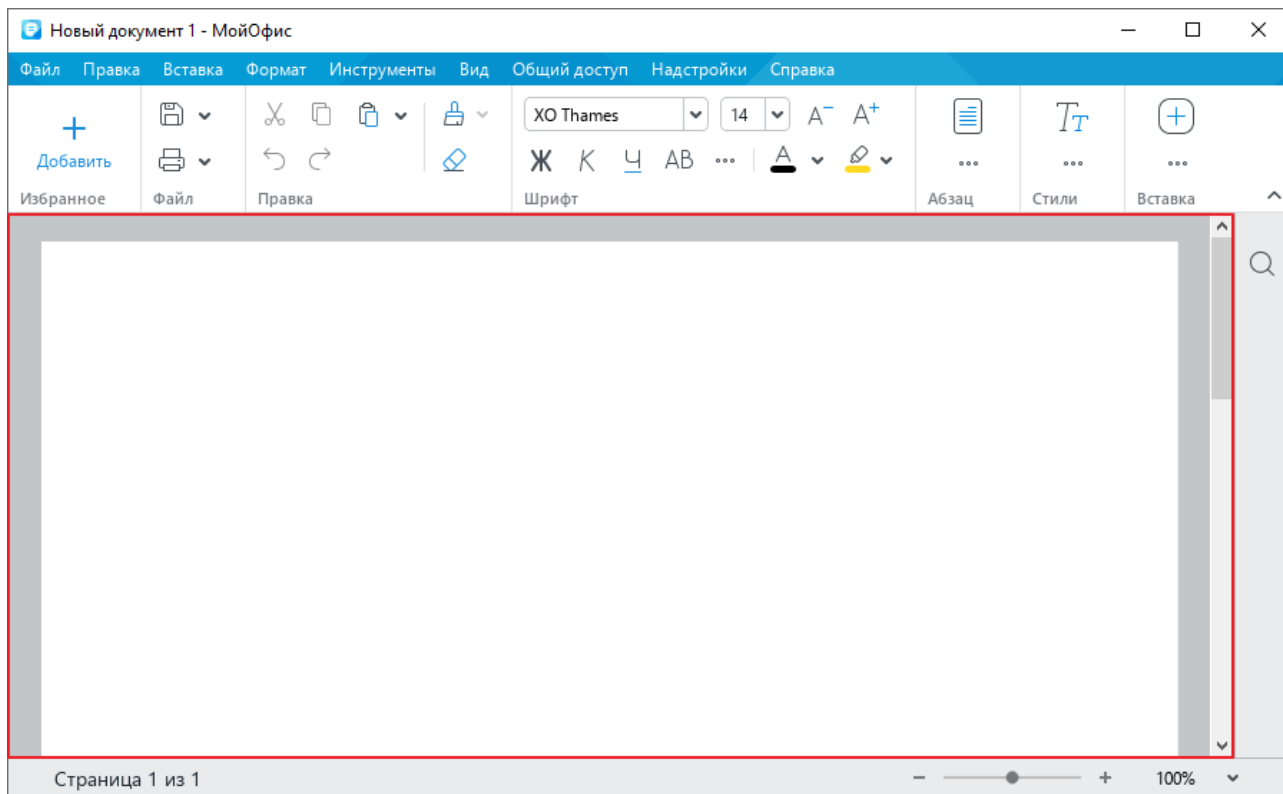 Новый документ 1 - МойОфис
Файл Правка Вставка Формат Инструменты Вид Общий доступ Надстройки Справка
XO Thames 14 A− A+
Добавить Ж К Ч АВ А
Избранное Файл Правка Шрифт Абзац Стили Вставка
Страница 1 из 1 100%